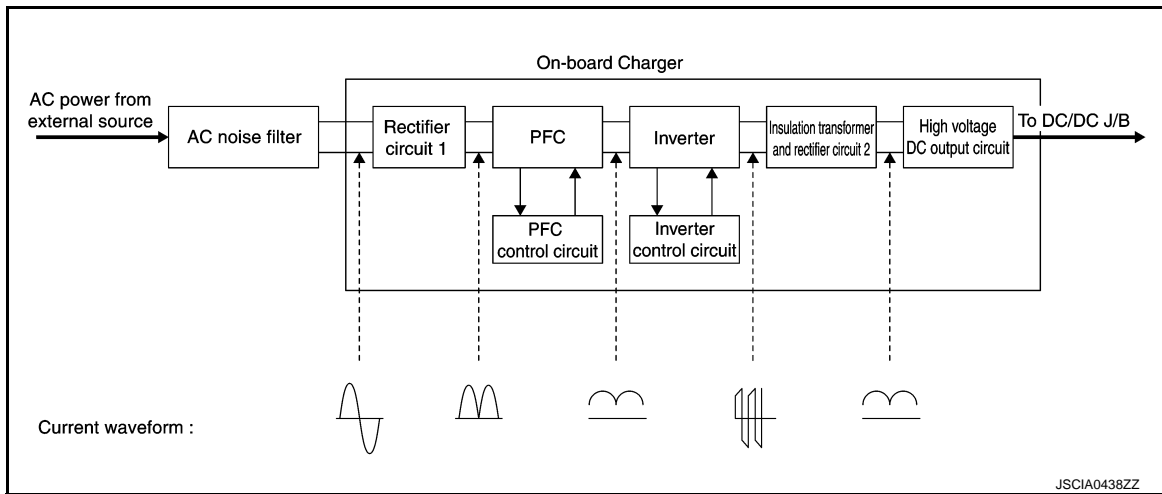 On-board Charger
AC power from
external source
AC noise filter
Rectifier
circuit 1
PFC
Inverter
Insulation transformer
and rectifier circuit 2
High voltage
DC output circuit
To DC/DC J/B
PFC
control circuit
Inverter
control circuit
Current waveform :
JSCIA0438ZZ